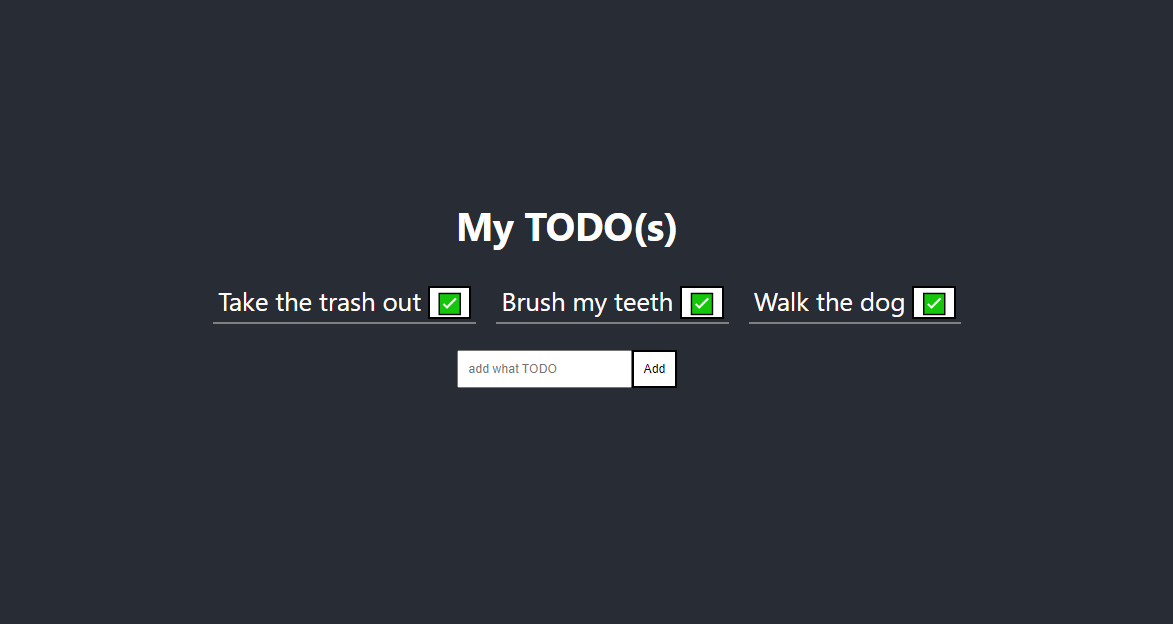 My TODO(s)
Take the trash out ✅ Brush my teeth ✅ Walk the dog ✅
add what TODO Add